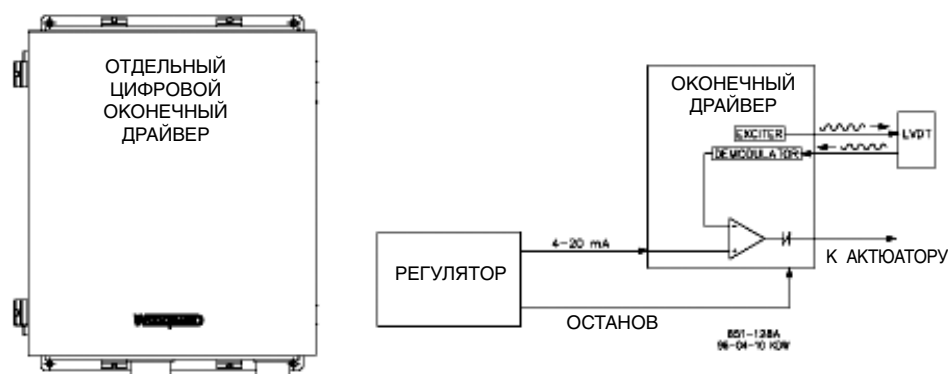 ОТДЕЛЬНЫЙ
ЦИФРОВОЙ
ОКОНЕЧНЫЙ
ДРАЙВЕР
ОКОНЕЧНЫЙ
ДРАЙВЕР
EXCITER
LVDT
DEMODULATOR
4-20 mA
РЕГУЛЯТОР
К АКТЮАТОРУ
ОСТАНОВ
851-128A
96-04-10 KDW